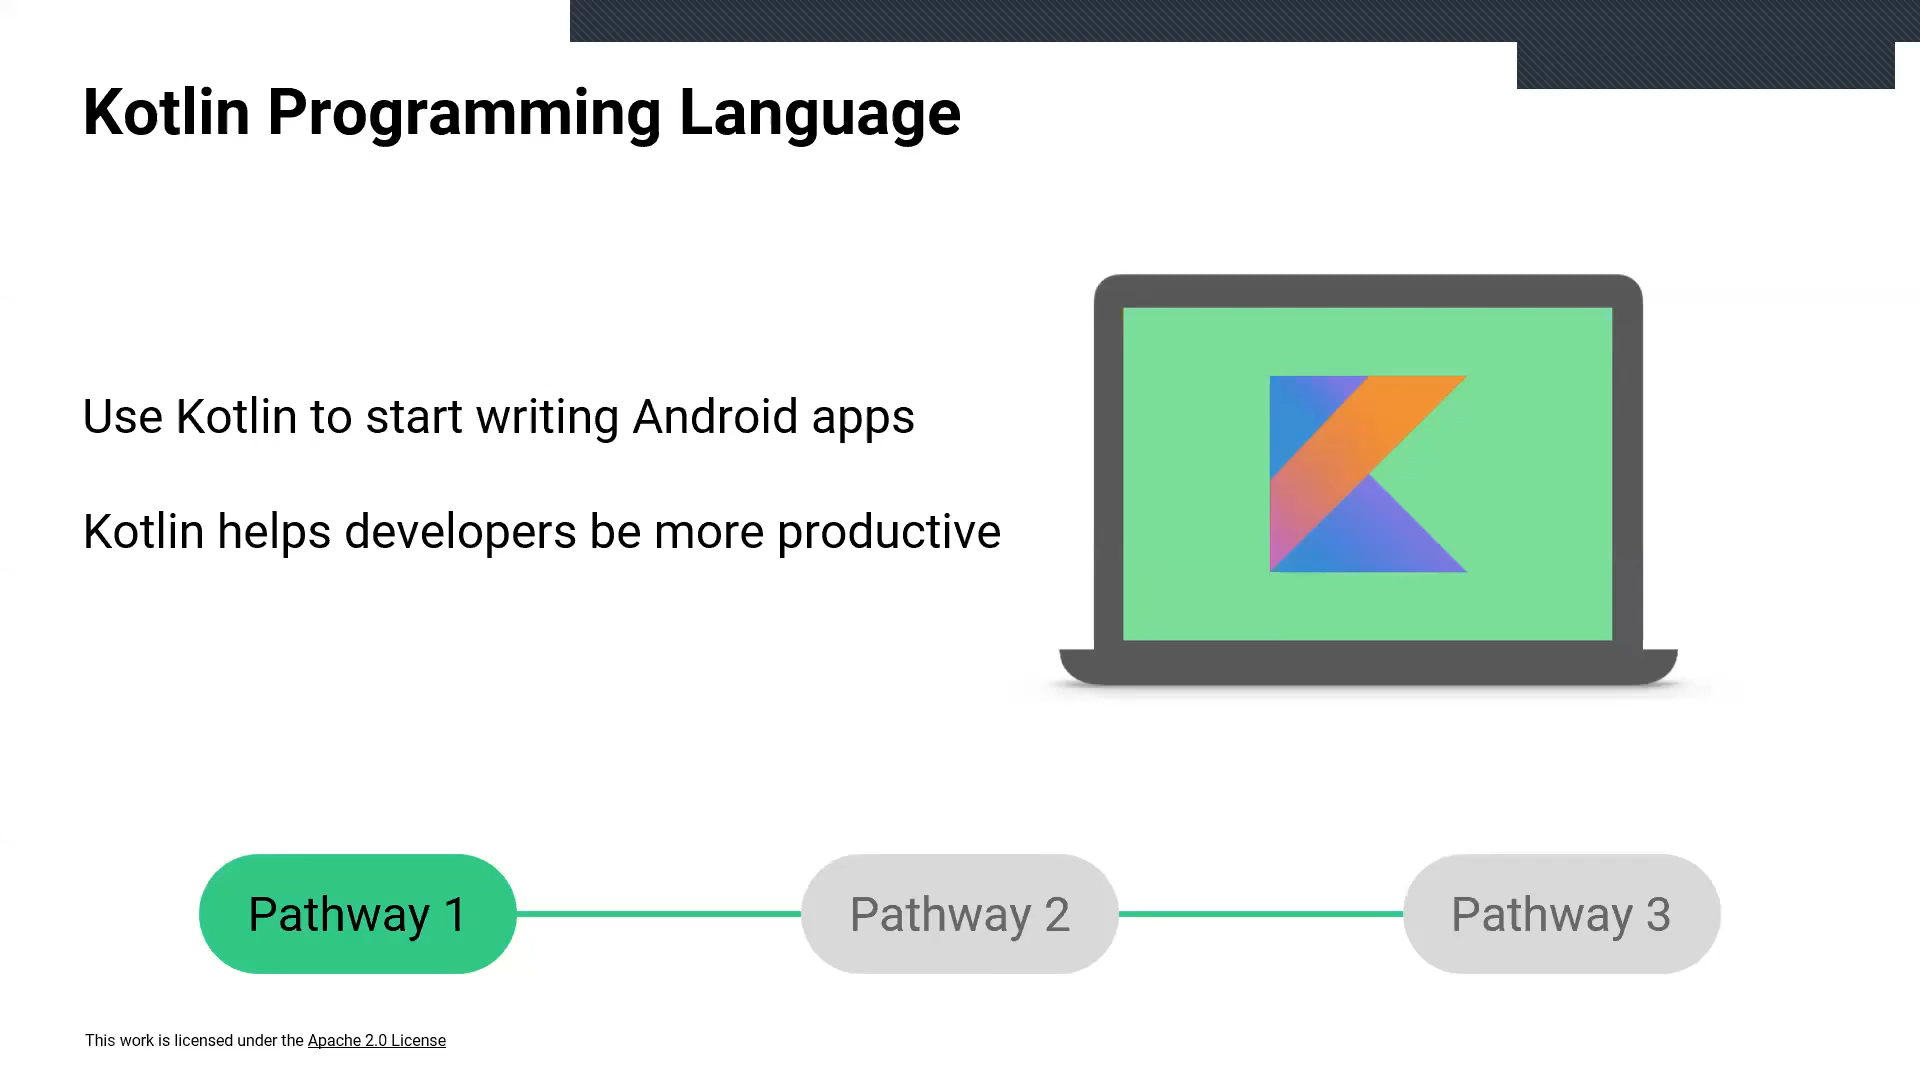 Kotlin Programming Language
Use Kotlin to start writing Android apps
Kotlin helps developers be more productive
Pathway 1
Pathway 2
Pathway 3
This work is licensed under the Apache 2.0 License